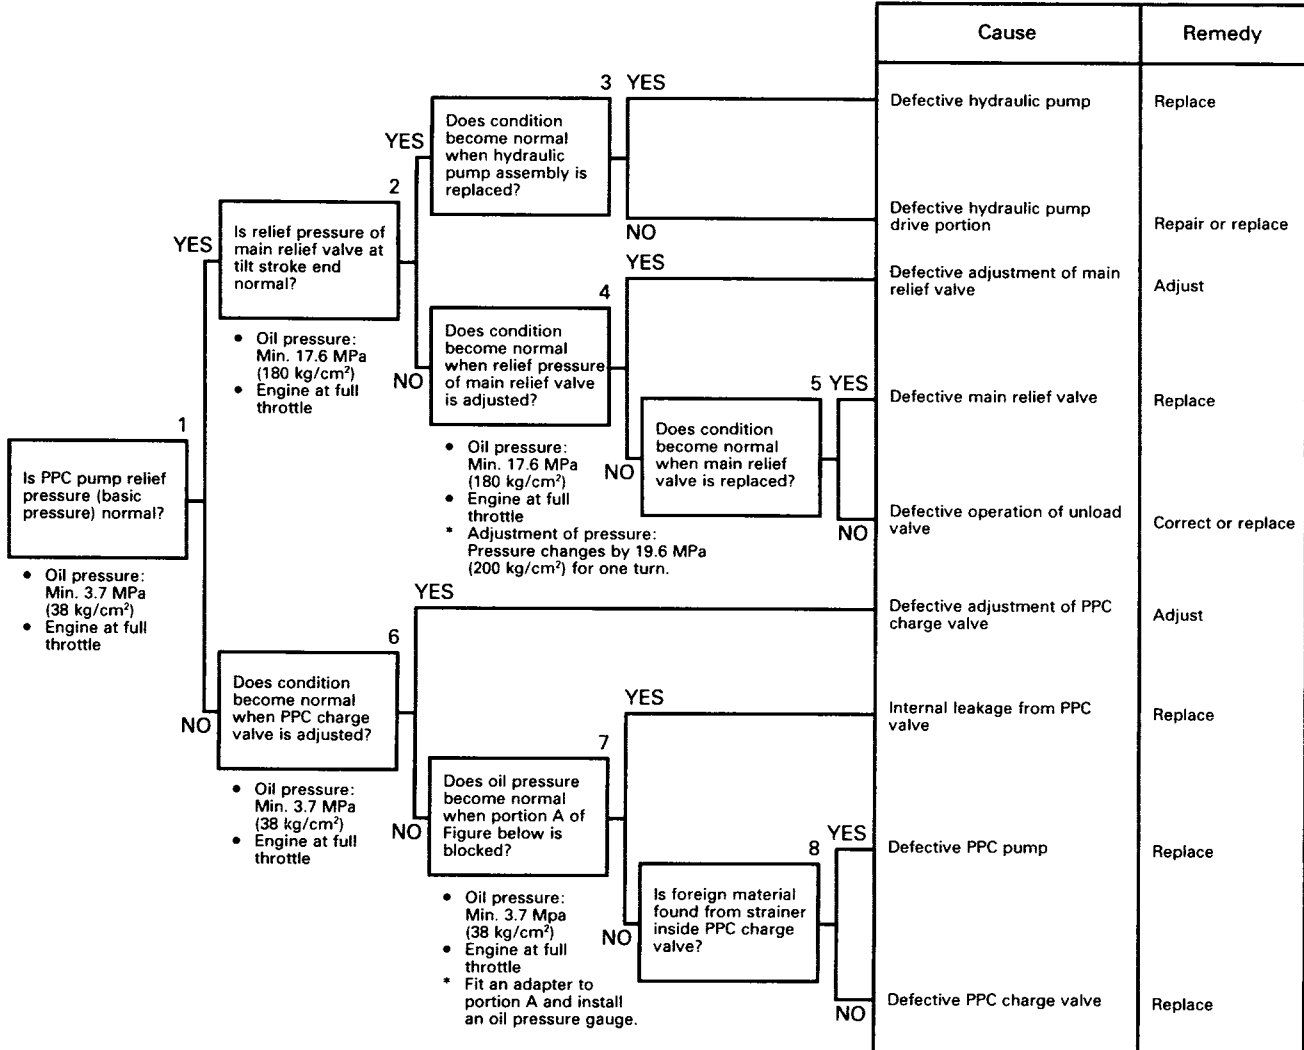 Cause
Remedy
1
Is PPC pump relief
pressure (basic
pressure) normal?
• Oil pressure:
Min. 3.7 MPa
(38 kg/cm²)
• Engine at full
throttle
YES
NO
2
Is relief pressure of
main relief valve at
tilt stroke end
normal?
• Oil pressure:
Min. 17.6 MPa
(180 kg/cm²)
• Engine at full
throttle
YES
NO
3
Does condition
become normal
when hydraulic
pump assembly is
replaced?
YES
Defective hydraulic pump
Replace
NO
Defective hydraulic pump
drive portion
Repair or replace
4
Does condition
become normal
when relief pressure
of main relief valve
is adjusted?
• Oil pressure:
Min. 17.6 MPa
(180 kg/cm²)
• Engine at full
throttle
* Adjustment of pressure:
Pressure changes by 19.6 MPa
(200 kg/cm²) for one turn.
YES
Defective adjustment of main
relief valve
Adjust
NO
5
Does condition
become normal
when main relief
valve is replaced?
YES
Defective main relief valve
Replace
NO
Defective operation of unload
valve
Correct or replace
6
Does condition
become normal
when PPC charge
valve is adjusted?
• Oil pressure:
Min. 3.7 MPa
(38 kg/cm²)
• Engine at full
throttle
YES
Defective adjustment of PPC
charge valve
Adjust
NO
7
Does oil pressure
become normal
when portion A of
Figure below is
blocked?
• Oil pressure:
Min. 3.7 Mpa
(38 kg/cm²)
• Engine at full
throttle
* Fit an adapter to
portion A and install
an oil pressure gauge.
YES
Internal leakage from PPC
valve
Replace
NO
8
Is foreign material
found from strainer
inside PPC charge
valve?
YES
Defective PPC pump
Replace
NO
Defective PPC charge valve
Replace